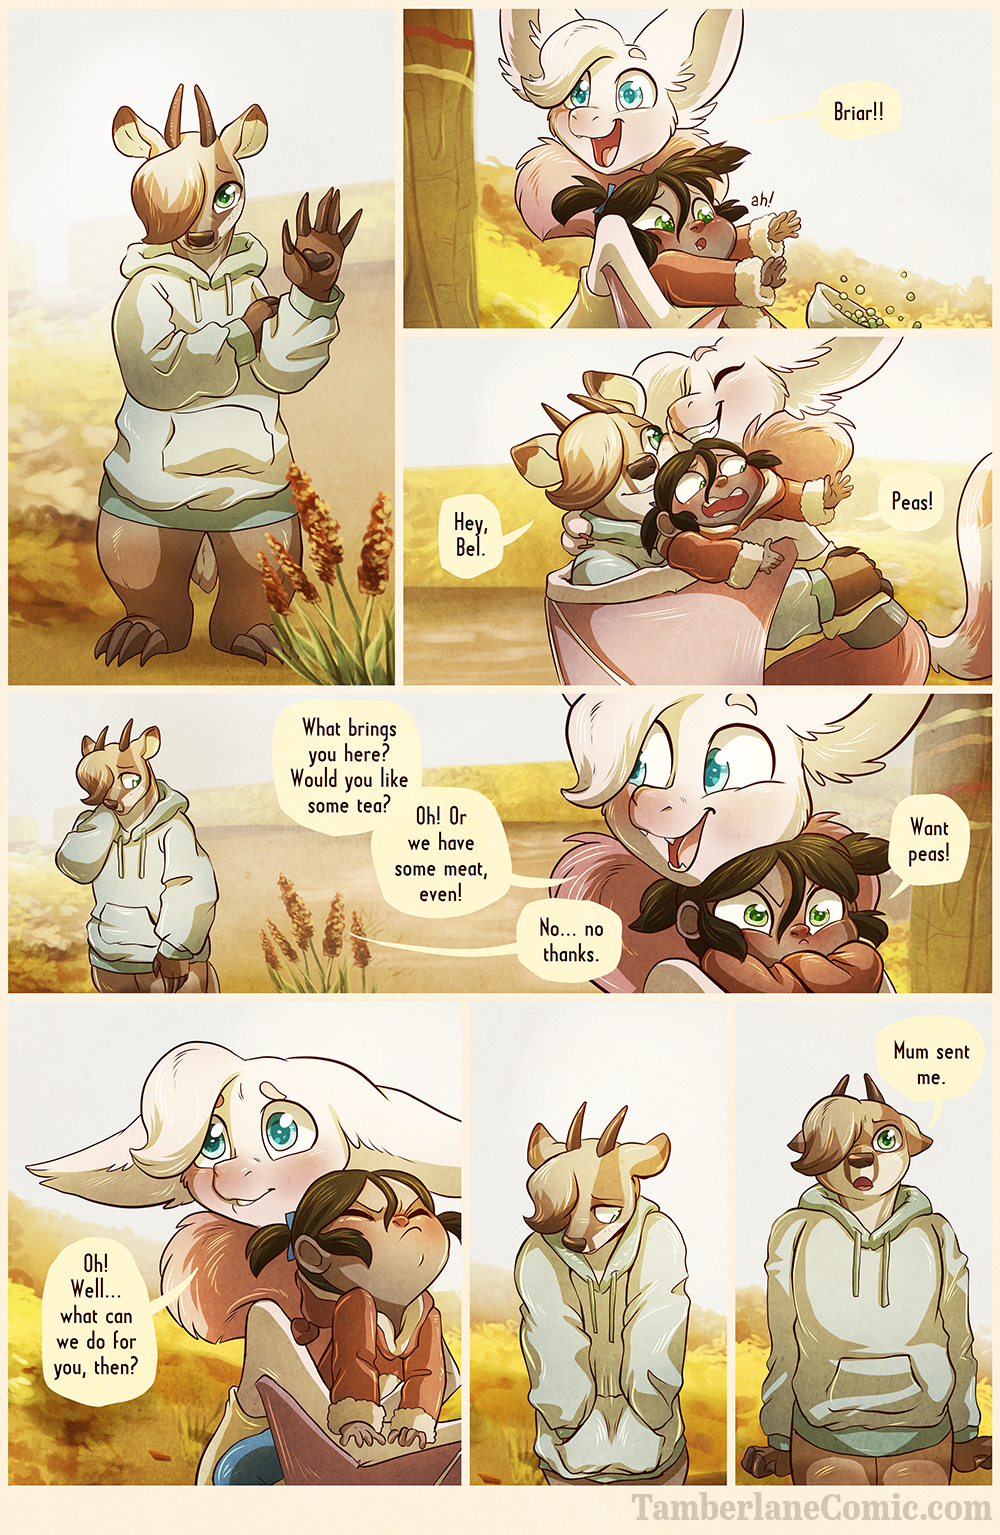 Briar!!
ah!
Hey,
Bel.
Peas!
What brings
you here?
Would you like
some tea?
Oh! Or
we have
some meat,
even!
No... no
thanks.
Want
peas!
Oh!
Well...
what can
we do for
you, then?
Mum sent
me.
TamberlaneComic.com